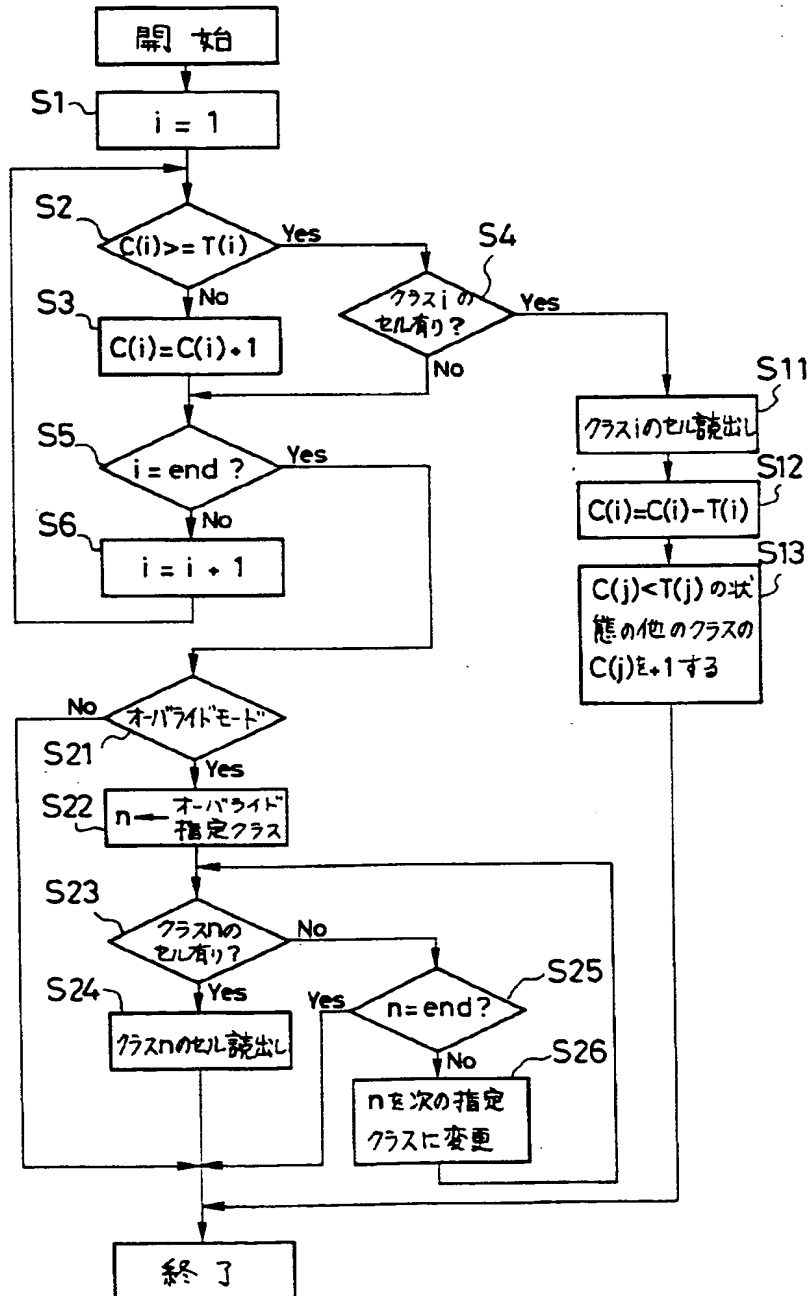 開始
S1
i = 1
S2
C(i)>= T(i)
Yes
No
S4
クラスiの
セル有り?
Yes
No
S3
C(i)=C(i)+1
S5
i = end ?
Yes
No
S6
i = i + 1
S11
クラスiのセル読出し
S12
C(i)=C(i)-T(i)
S13
C(j)<T(j)の状
態の他のクラスの
C(j)を+1する
No
オーバライドモード
S21
Yes
S22
n ← オーバライド
指定クラス
S23
クラスnの
セル有り?
No
Yes
S24
クラスnのセル読出し
S25
n=end?
Yes
No
S26
nを次の指定
クラスに変更
終了